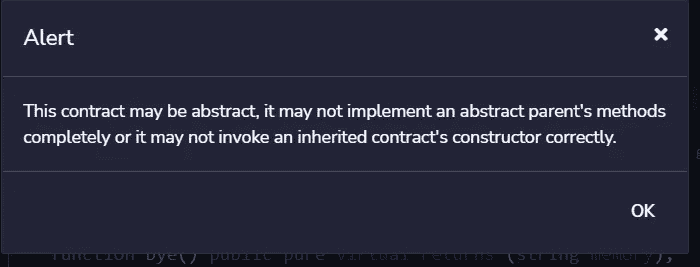 Alert
This contract may be abstract, it may not implement an abstract parent's methods
completely or it may not invoke an inherited contract's constructor correctly.
OK
function bye() public pure virtual returns (string memory);